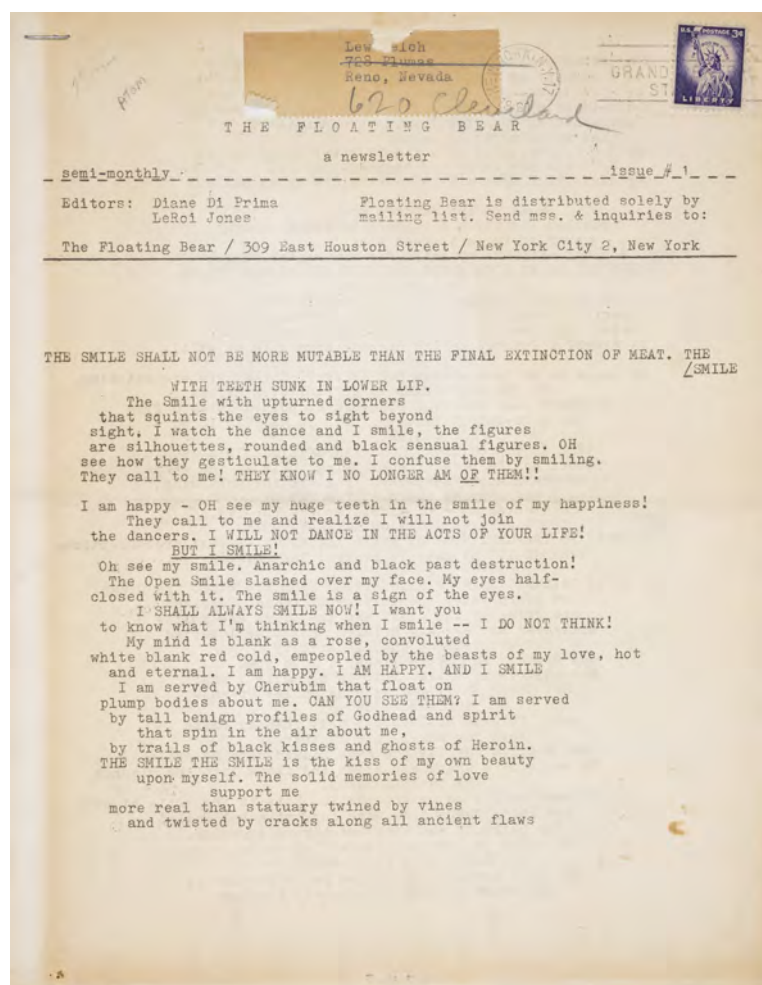 U.S. POSTAGE 3¢
LIBERTY
Lew
728 Plumas
Reno, Nevada
620 Cleveland
GRAND
ST
Atom
THE FLOATING BEAR
a newsletter
semi-monthly issue # 1
Editors: Diane Di Prima Floating Bear is distributed solely by
LeRoi Jones mailing list. Send mss. & inquiries to:
The Floating Bear / 309 East Houston Street / New York City 2, New York
THE SMILE SHALL NOT BE MORE MUTABLE THAN THE FINAL EXTINCTION OF MEAT. THE
/SMILE
WITH TEETH SUNK IN LOWER LIP.
The Smile with upturned corners
that squints the eyes to sight beyond
sight. I watch the dance and I smile, the figures
are silhouettes, rounded and black sensual figures. OH
see how they gesticulate to me. I confuse them by smiling.
They call to me! THEY KNOW I NO LONGER AM OF THEM!!
I am happy - OH see my huge teeth in the smile of my happiness!
They call to me and realize I will not join
the dancers. I WILL NOT DANCE IN THE ACTS OF YOUR LIFE!
BUT I SMILE!
Oh see my smile. Anarchic and black past destruction!
The Open Smile slashed over my face. My eyes half-
closed with it. The smile is a sign of the eyes.
I SHALL ALWAYS SMILE NOW! I want you
to know what I'm thinking when I smile -- I DO NOT THINK!
My mind is blank as a rose, convoluted
white blank red cold, empeopled by the beasts of my love, hot
and eternal. I am happy. I AM HAPPY. AND I SMILE
I am served by Cherubim that float on
plump bodies about me. CAN YOU SEE THEM? I am served
by tall benign profiles of Godhead and spirit
that spin in the air about me,
by trails of black kisses and ghosts of Heroin.
THE SMILE THE SMILE is the kiss of my own beauty
upon myself. The solid memories of love
support me
more real than statuary twined by vines
and twisted by cracks along all ancient flaws